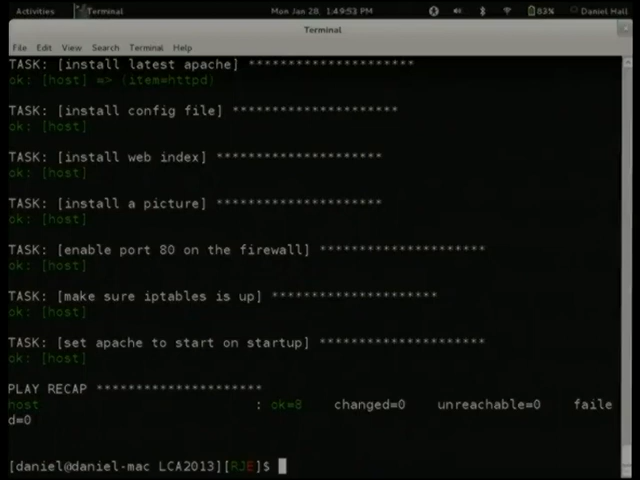 Activities Terminal Mon Jan 28, 1:49:53 PM 83% Daniel Hall
Terminal
File Edit View Search Terminal Help
TASK: [install latest apache] *********************
ok: [host] => (item=httpd)
TASK: [install config file] *********************
ok: [host]
TASK: [install web index] *********************
ok: [host]
TASK: [install a picture] *********************
ok: [host]
TASK: [enable port 80 on the firewall] *********************
ok: [host]
TASK: [make sure iptables is up] *********************
ok: [host]
TASK: [set apache to start on startup] *********************
ok: [host]
PLAY RECAP *********************
host : ok=8 changed=0 unreachable=0 faile
d=0
[daniel@daniel-mac LCA2013][RJE]$